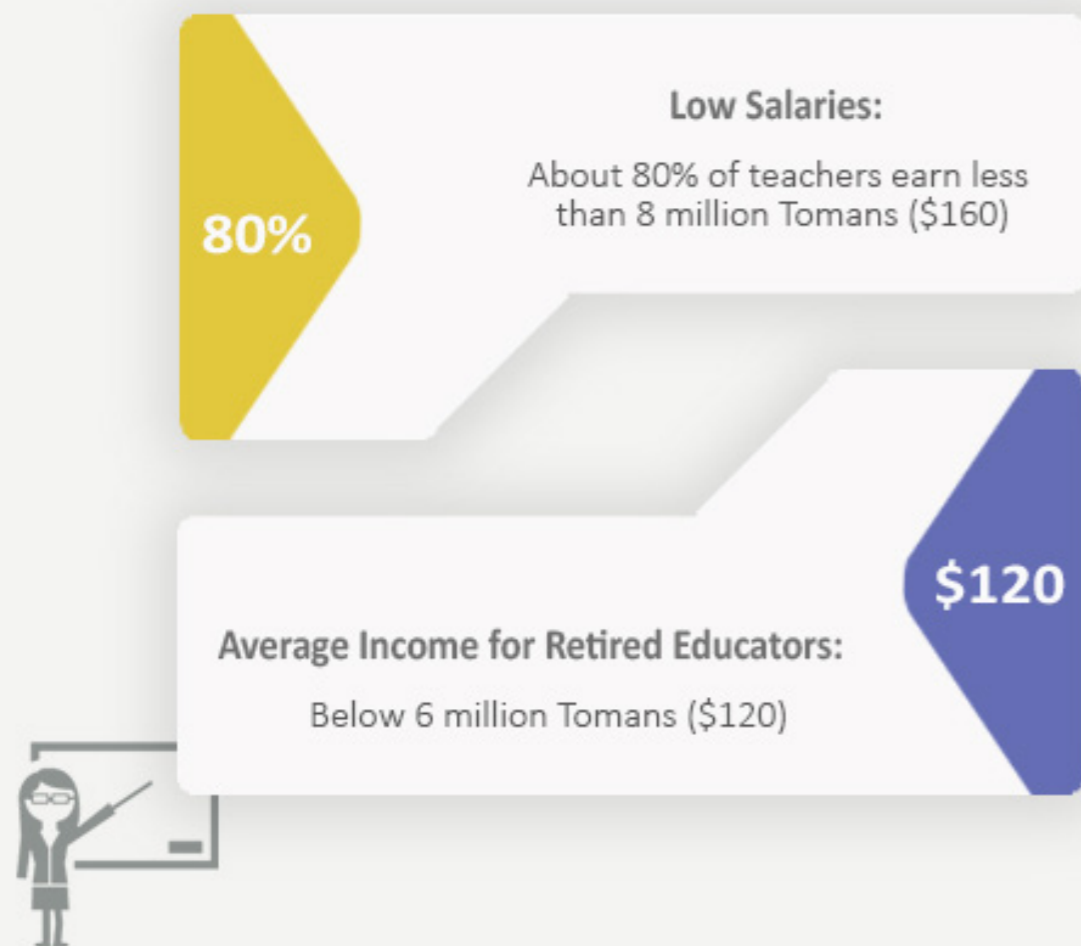 80%
Low Salaries:
About 80% of teachers earn less
than 8 million Tomans ($160)
$120
Average Income for Retired Educators:
Below 6 million Tomans ($120)